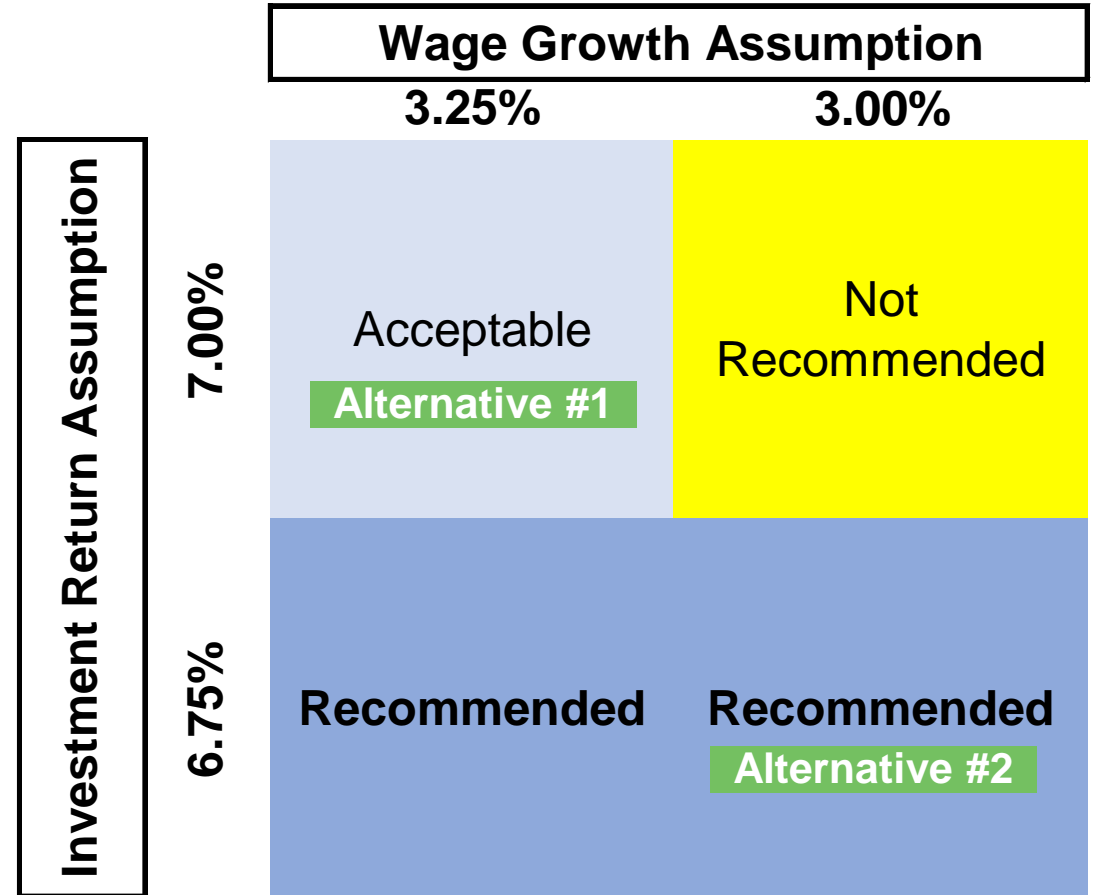 Wage Growth Assumption
3.25%
3.00%
Investment Return Assumption
7.00%
Acceptable
Alternative #1
Not
Recommended
6.75%
Recommended
Recommended
Alternative #2